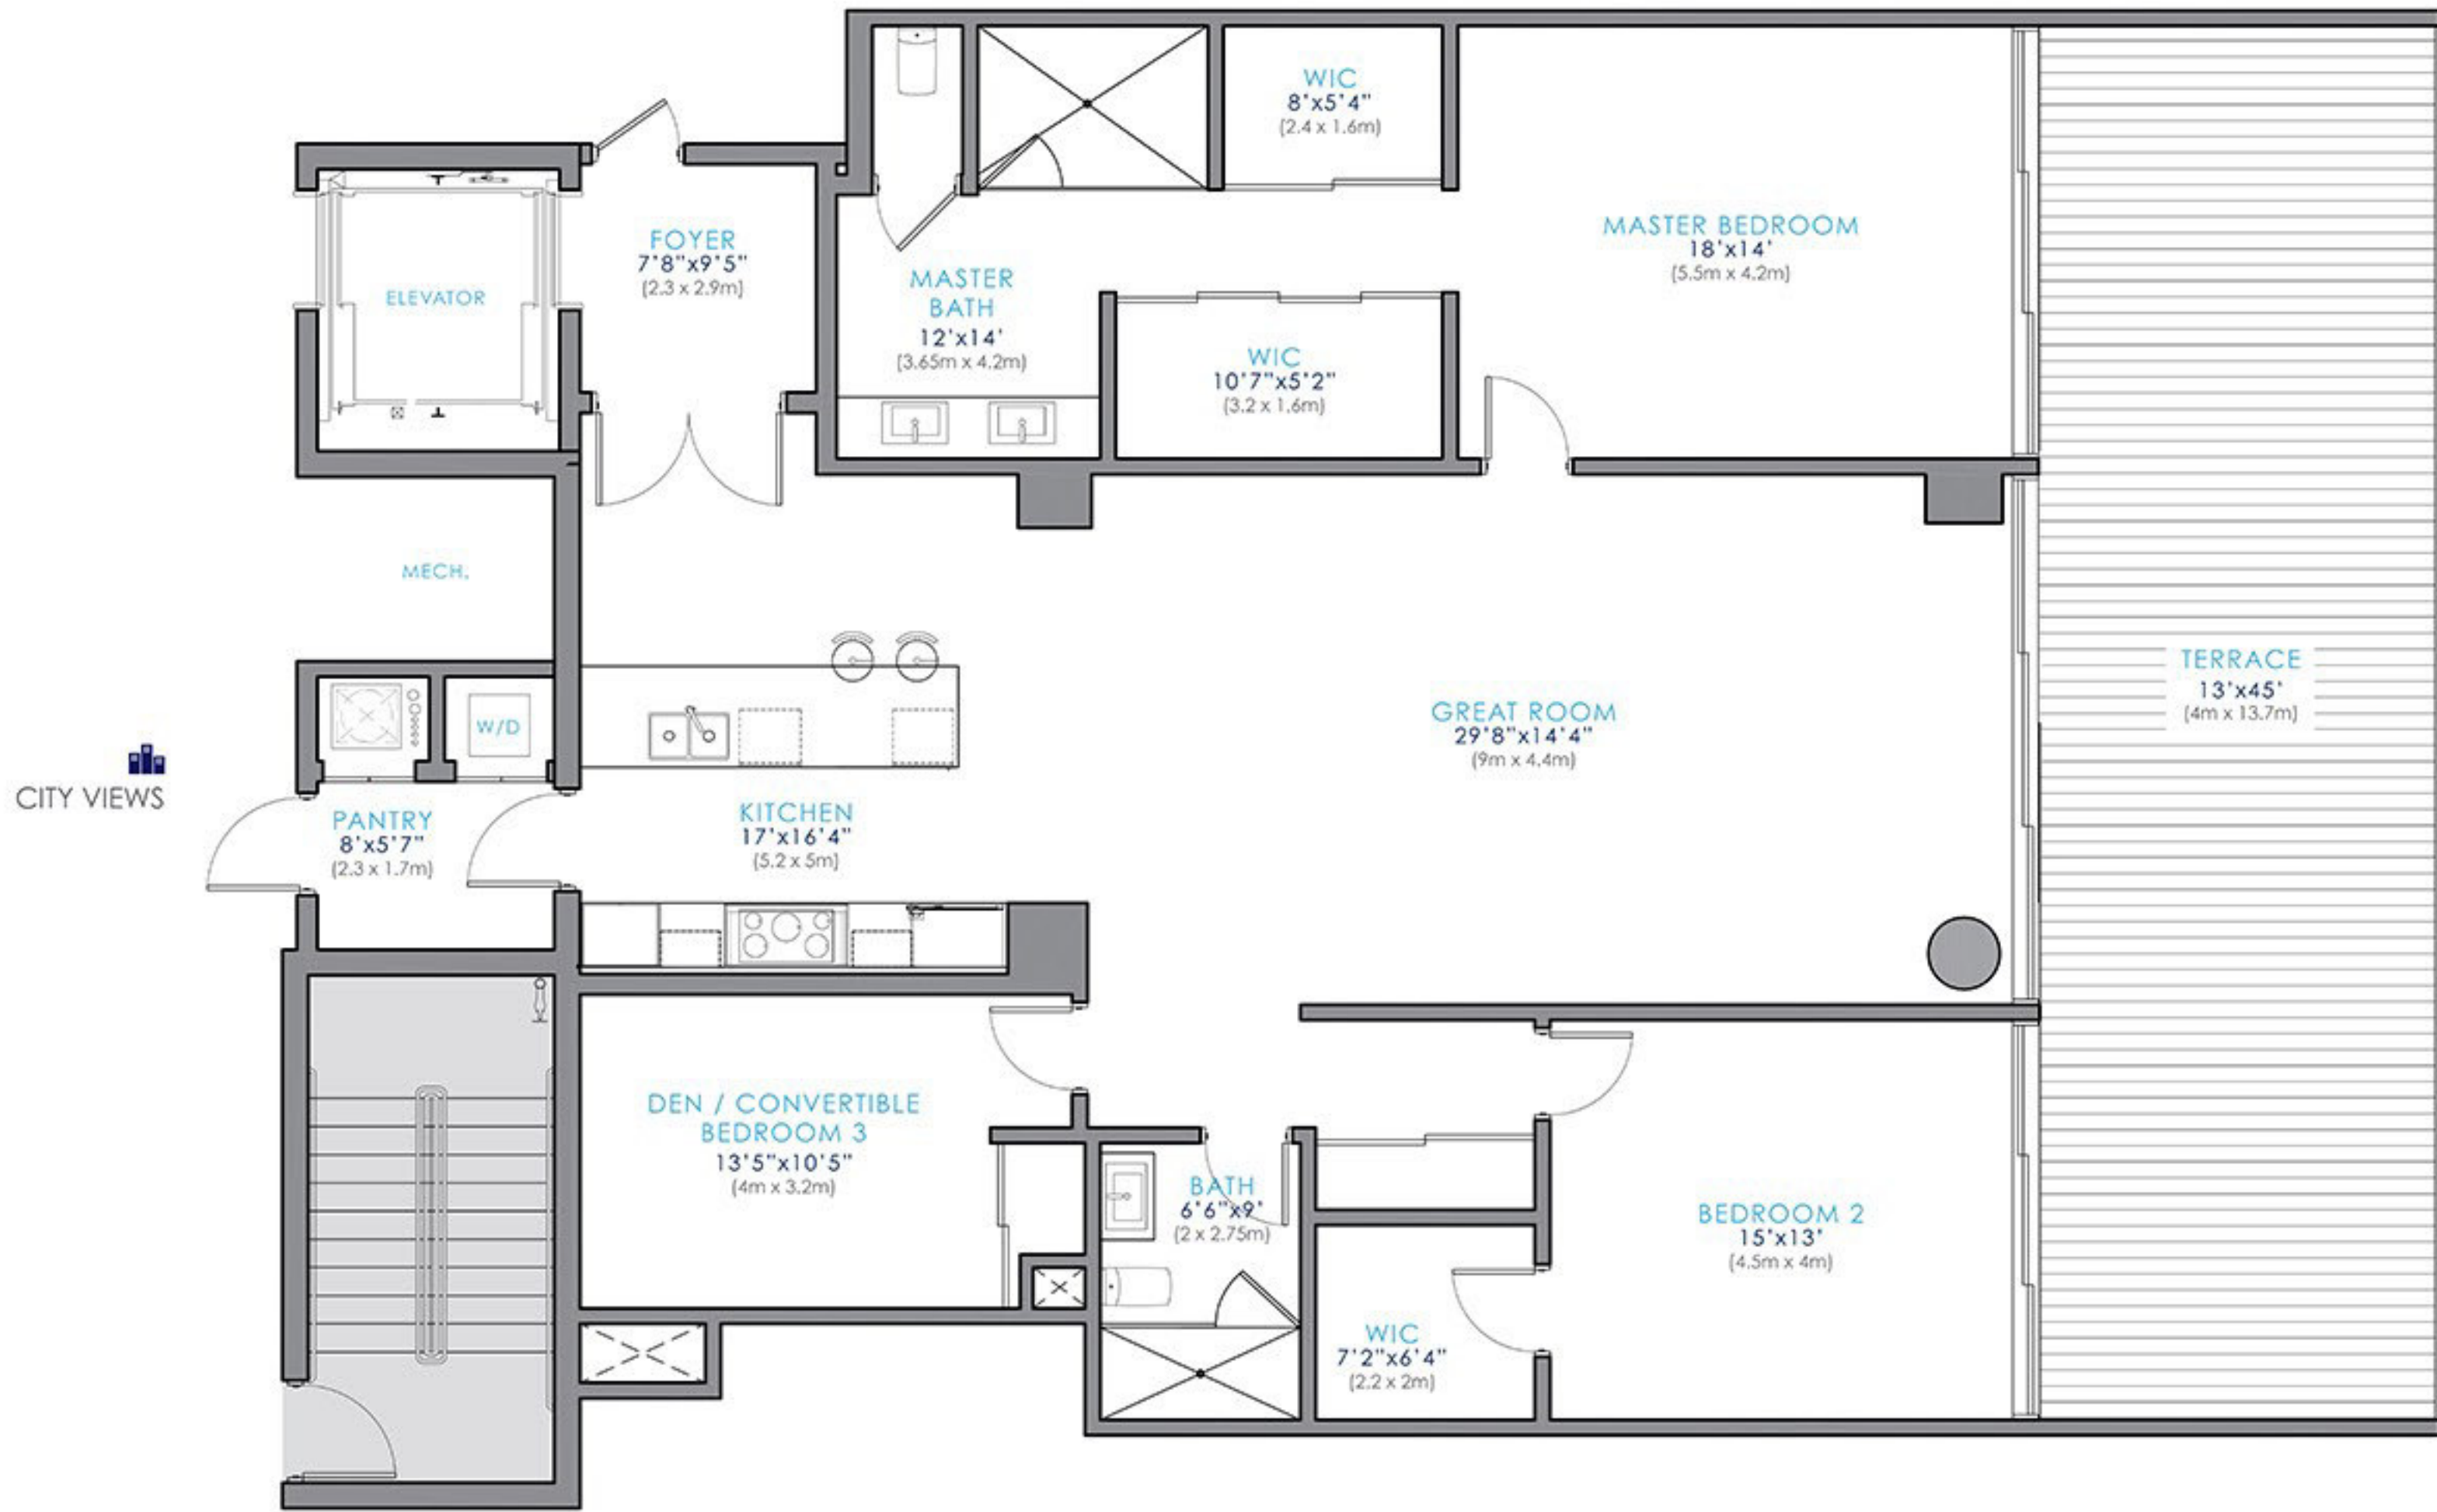 WIC
8'x5'4"
(2.4 x 1.6m)
MASTER BEDROOM
18'x14'
(5.5m x 4.2m)
FOYER
7'8"x9'5"
(2.3 x 2.9m)
ELEVATOR
MASTER
BATH
12'x14'
(3.65m x 4.2m)
WIC
10'7"x5'2"
(3.2 x 1.6m)
MECH.
TERRACE
13'x45'
(4m x 13.7m)
GREAT ROOM
29'8"x14'4"
(9m x 4.4m)
W/D
CITY VIEWS
PANTRY
8'x5'7"
(2.3 x 1.7m)
KITCHEN
17'x16'4"
(5.2 x 5m)
DEN / CONVERTIBLE
BEDROOM 3
13'5"x10'5"
(4m x 3.2m)
BATH
6'6"x9'
(2 x 2.75m)
BEDROOM 2
15'x13'
(4.5m x 4m)
WIC
7'2"x6'4"
(2.2 x 2m)